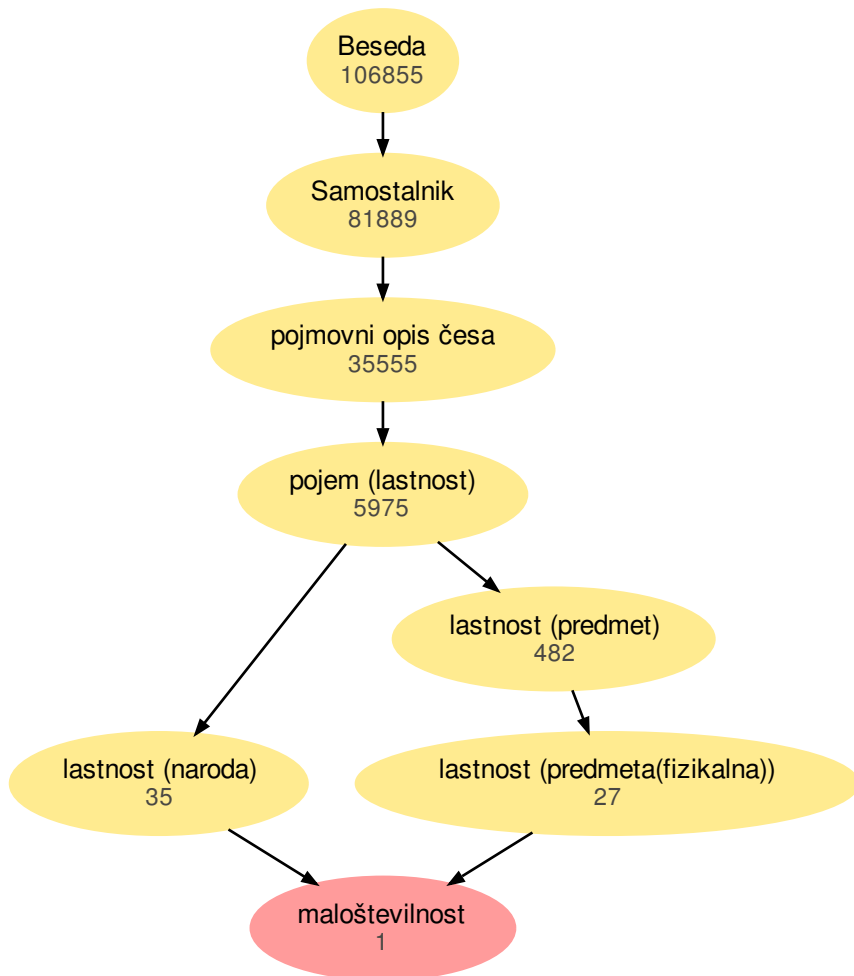 Beseda
106855
Samostalnik
81889
pojmovni opis česa
35555
pojem (lastnost)
5975
lastnost (predmet)
482
lastnost (naroda)
35
lastnost (predmeta(fizikalna))
27
maloštevilnost
1